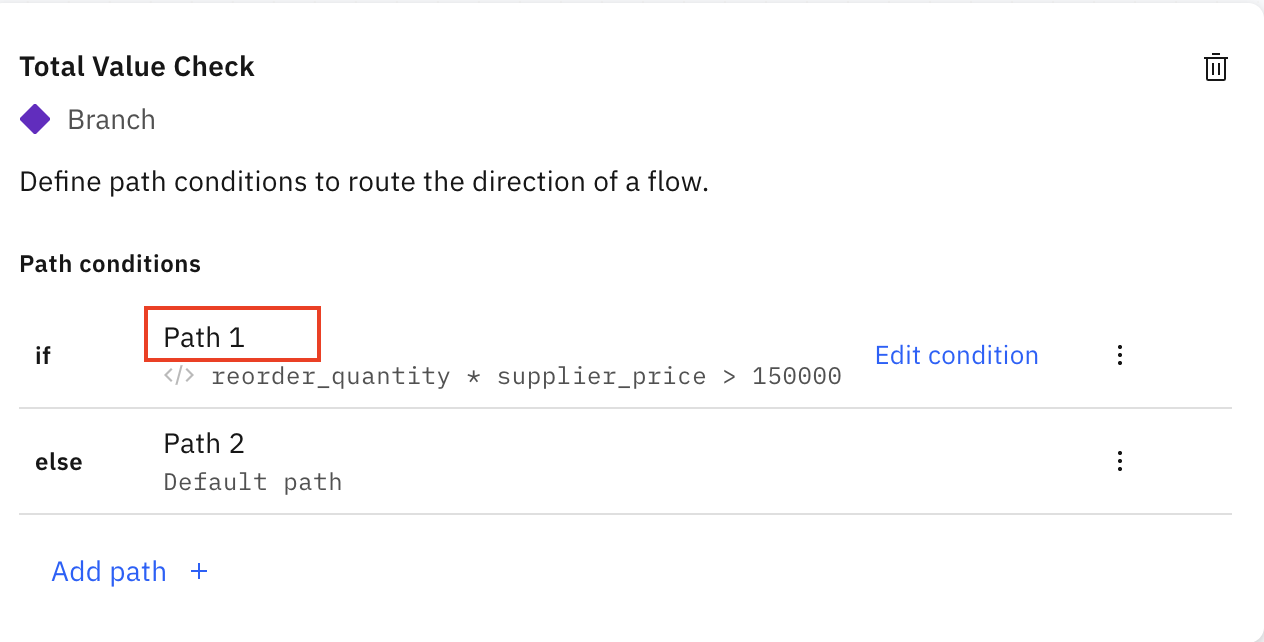 Total Value Check
Branch
Define path conditions to route the direction of a flow.
Path conditions
if
Path 1
</> reorder_quantity * supplier_price > 150000
Edit condition
else
Path 2
Default path
Add path +